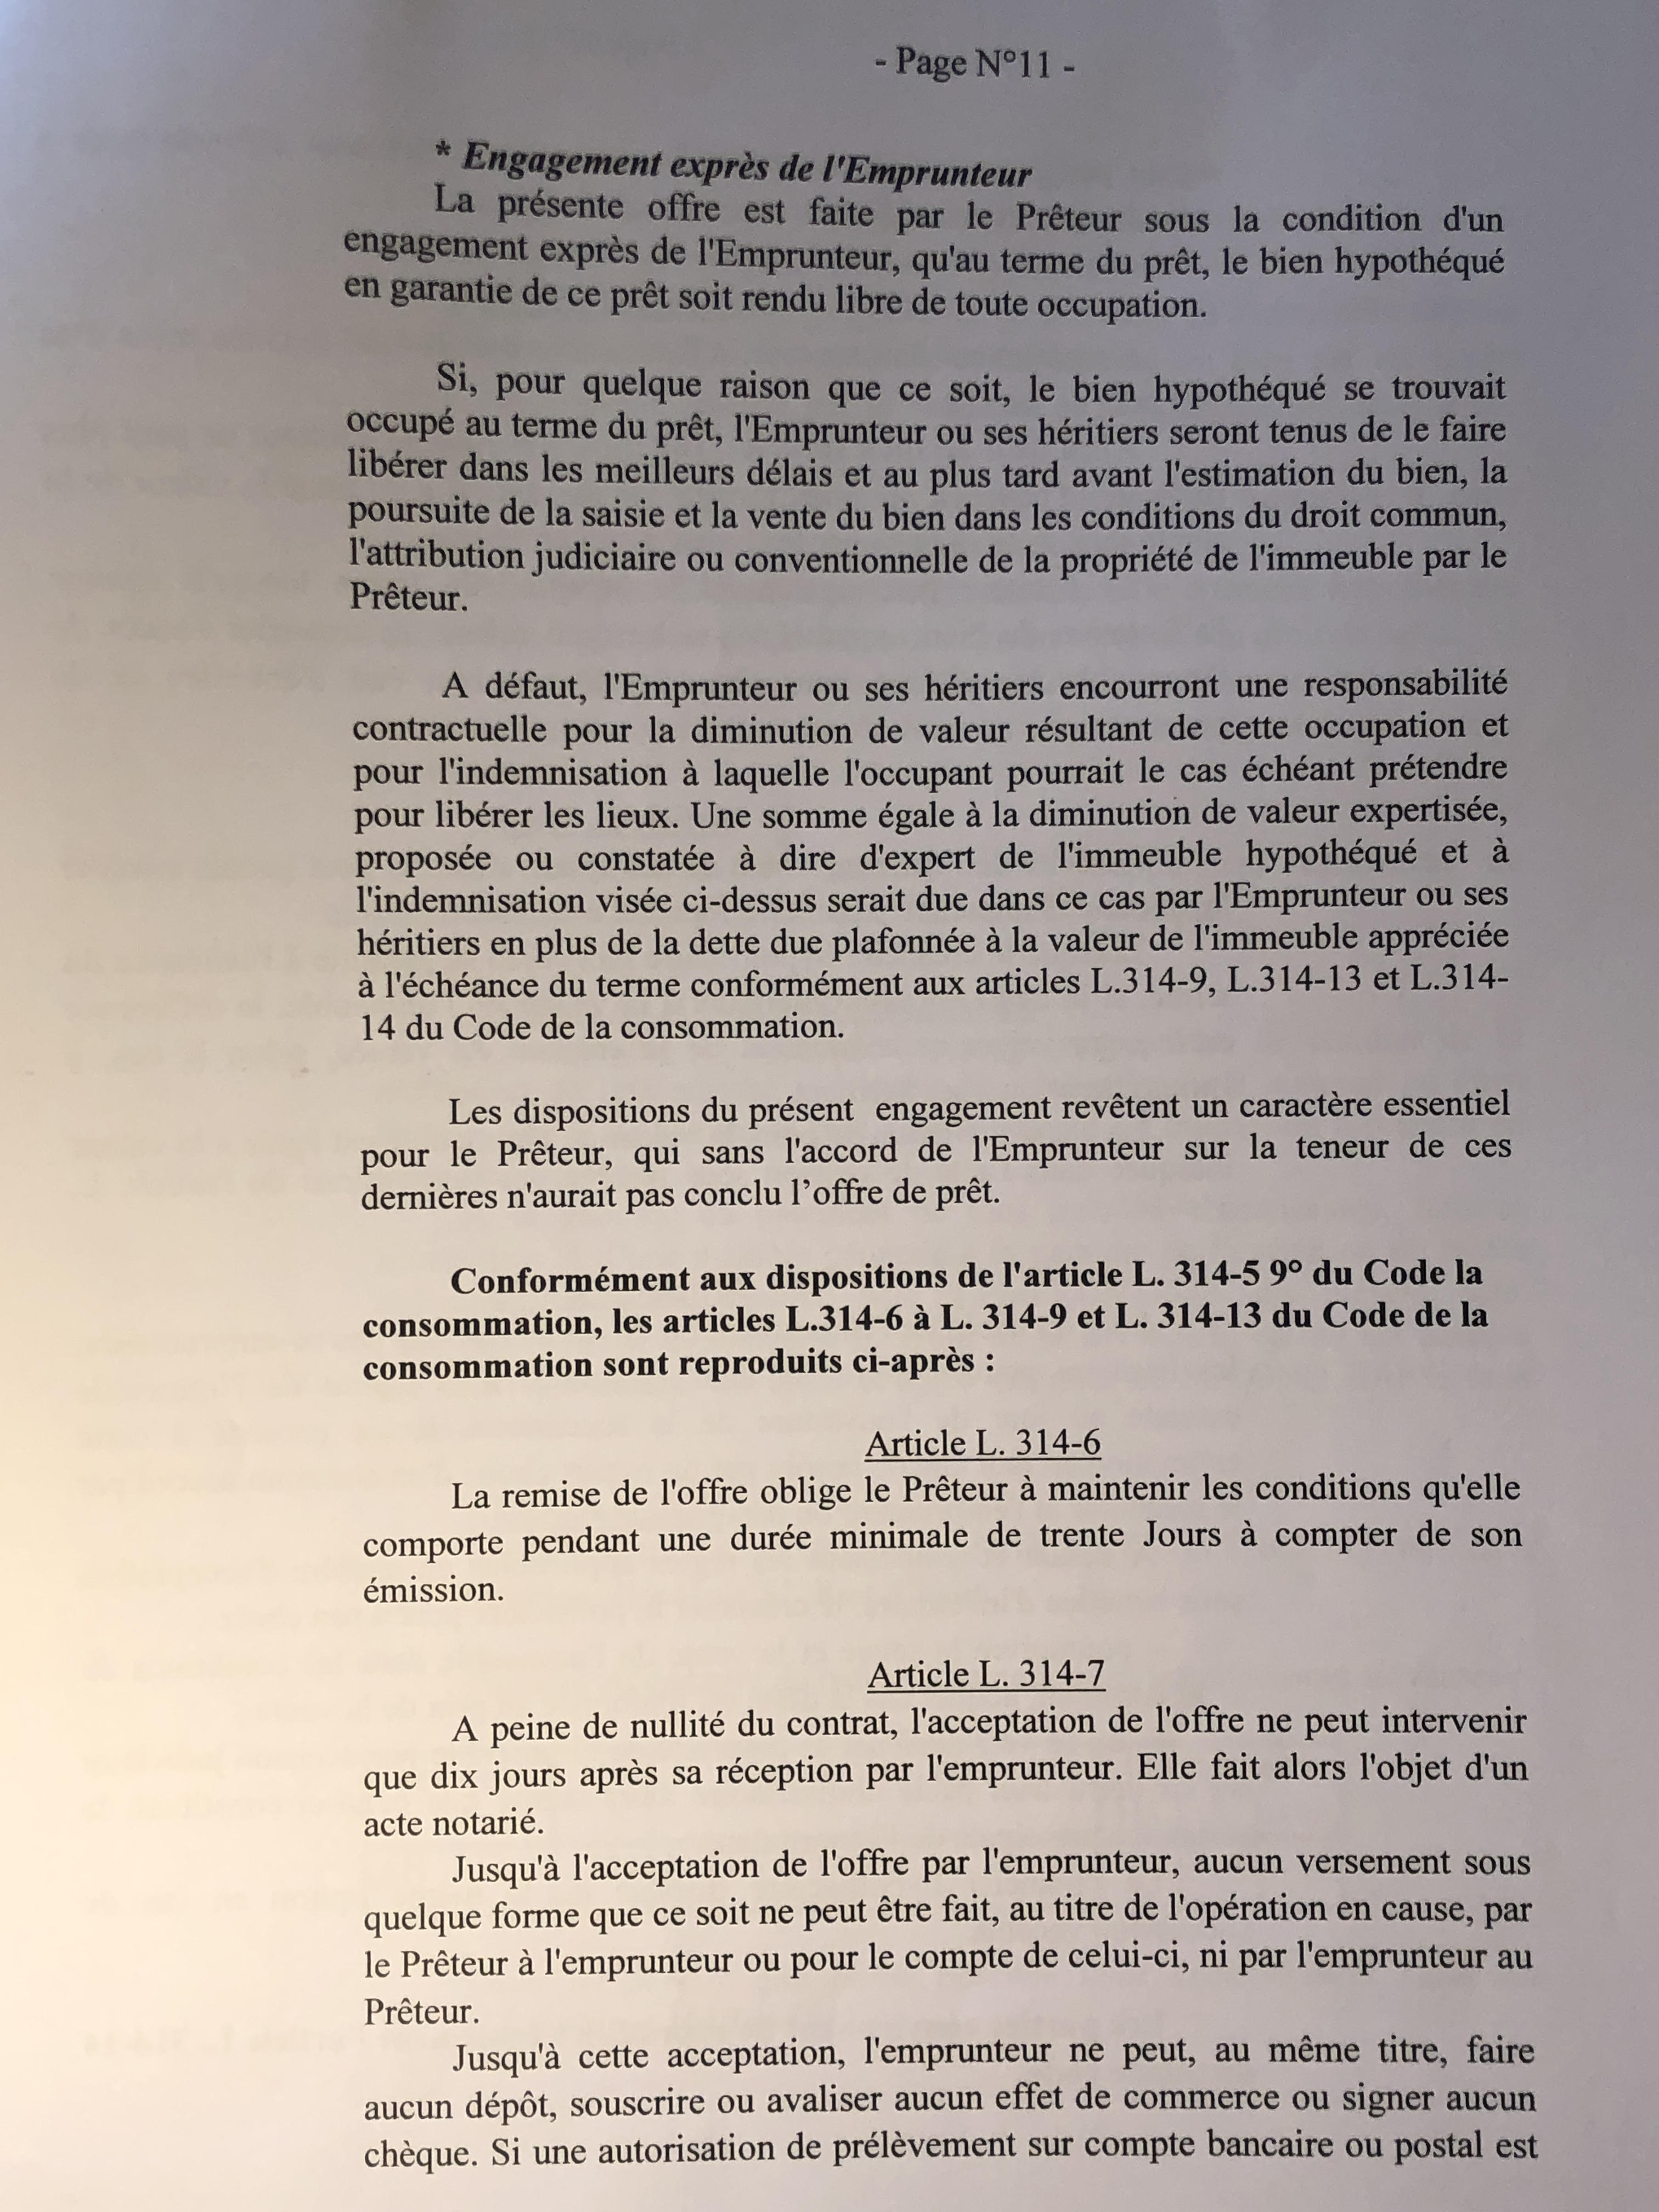 - Page N°11 -
* Engagement exprès de l'Emprunteur
La présente offre est faite par le Prêteur sous la condition d'un
engagement exprès de l'Emprunteur, qu'au terme du prêt, le bien hypothéqué
en garantie de ce prêt soit rendu libre de toute occupation.
Si, pour quelque raison que ce soit, le bien hypothéqué se trouvait
occupé au terme du prêt, l'Emprunteur ou ses héritiers seront tenus de le faire
libérer dans les meilleurs délais et au plus tard avant l'estimation du bien, la
poursuite de la saisie et la vente du bien dans les conditions du droit commun,
l'attribution judiciaire ou conventionnelle de la propriété de l'immeuble par le
Prêteur.
A défaut, l'Emprunteur ou ses héritiers encourront une responsabilité
contractuelle pour la diminution de valeur résultant de cette occupation et
pour l'indemnisation à laquelle l'occupant pourrait le cas échéant prétendre
pour libérer les lieux. Une somme égale à la diminution de valeur expertisée,
proposée ou constatée à dire d'expert de l'immeuble hypothéqué et à
l'indemnisation visée ci-dessus serait due dans ce cas par l'Emprunteur ou ses
héritiers en plus de la dette due plafonnée à la valeur de l'immeuble appréciée
à l'échéance du terme conformément aux articles L.314-9, L.314-13 et L.314-
14 du Code de la consommation.
Les dispositions du présent engagement revêtent un caractère essentiel
pour le Prêteur, qui sans l'accord de l'Emprunteur sur la teneur de ces
dernières n'aurait pas conclu l’offre de prêt.
Conformément aux dispositions de l'article L. 314-5 9° du Code la
consommation, les articles L.314-6 à L. 314-9 et L. 314-13 du Code de la
consommation sont reproduits ci-après :
Article L. 314-6
La remise de l'offre oblige le Prêteur à maintenir les conditions qu'elle
comporte pendant une durée minimale de trente Jours à compter de son
émission.
Article L. 314-7
A peine de nullité du contrat, l'acceptation de l'offre ne peut intervenir
que dix jours après sa réception par l'emprunteur. Elle fait alors l'objet d'un
acte notarié.
Jusqu'à l'acceptation de l'offre par l'emprunteur, aucun versement sous
quelque forme que ce soit ne peut être fait, au titre de l'opération en cause, par
le Prêteur à l'emprunteur ou pour le compte de celui-ci, ni par l'emprunteur au
Prêteur.
Jusqu'à cette acceptation, l'emprunteur ne peut, au même titre, faire
aucun dépôt, souscrire ou avaliser aucun effet de commerce ou signer aucun
chèque. Si une autorisation de prélèvement sur compte bancaire ou postal est